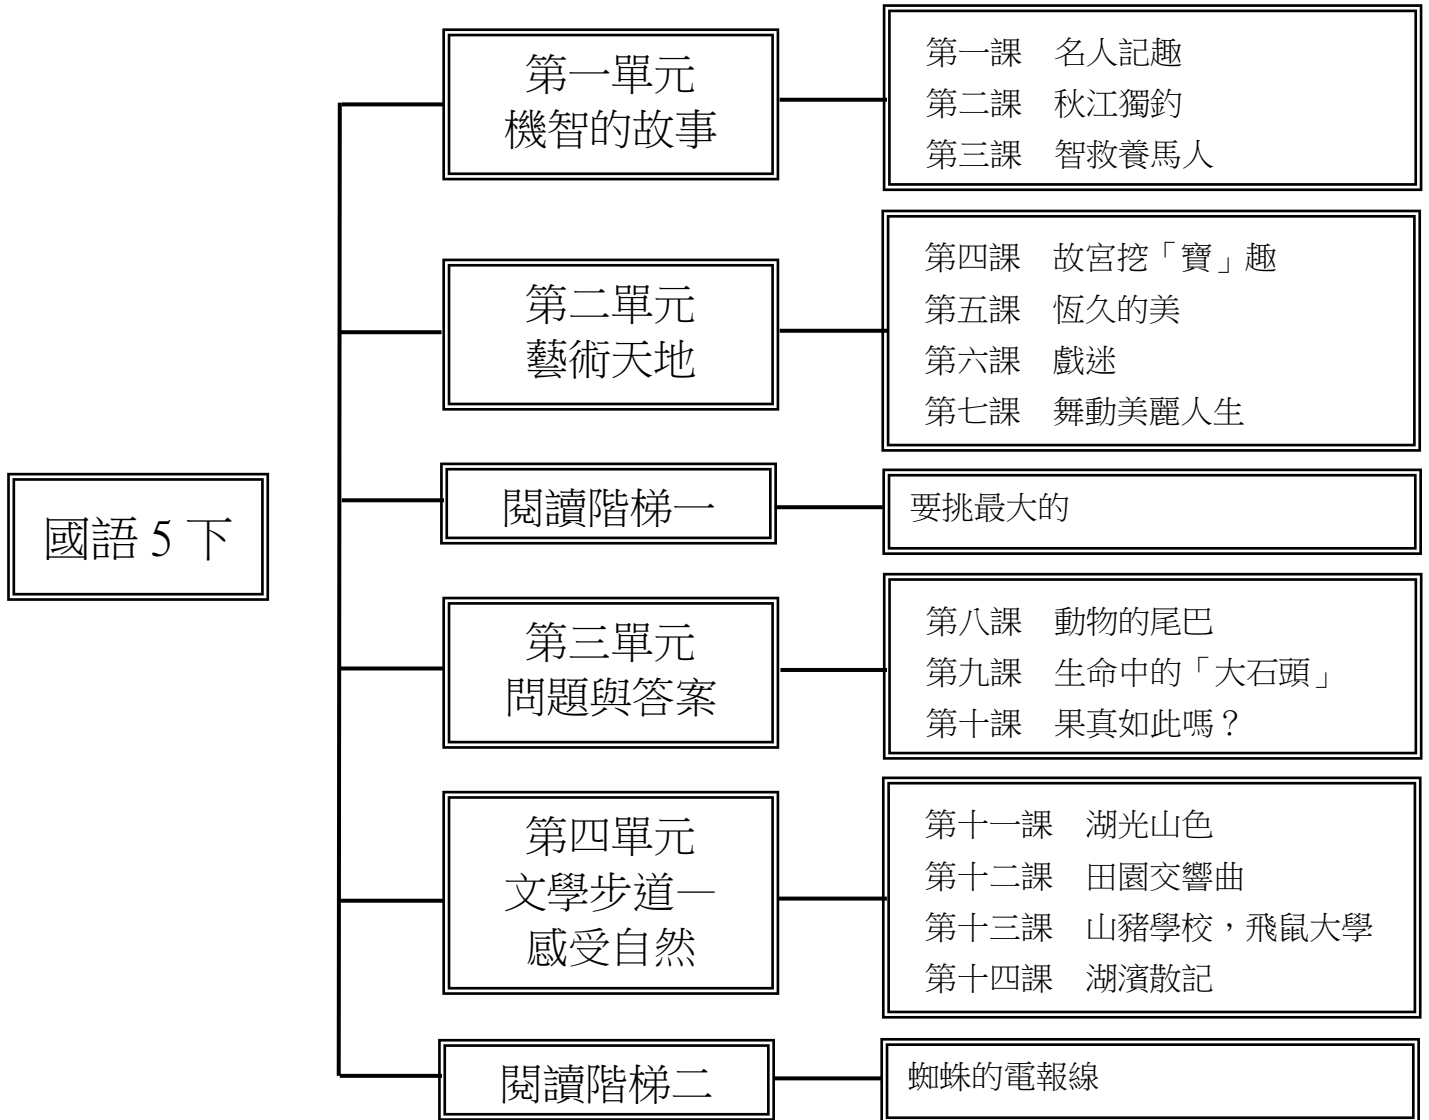 國語 5 下
第一單元
機智的故事
第一課　名人記趣
第二課　秋江獨釣
第三課　智救養馬人
第二單元
藝術天地
第四課　故宮挖「寶」趣
第五課　恆久的美
第六課　戲迷
第七課　舞動美麗人生
閱讀階梯一
要挑最大的
第三單元
問題與答案
第八課　動物的尾巴
第九課　生命中的「大石頭」
第十課　果真如此嗎？
第四單元
文學步道—
感受自然
第十一課　湖光山色
第十二課　田園交響曲
第十三課　山豬學校，飛鼠大學
第十四課　湖濱散記
閱讀階梯二
蜘蛛的電報線